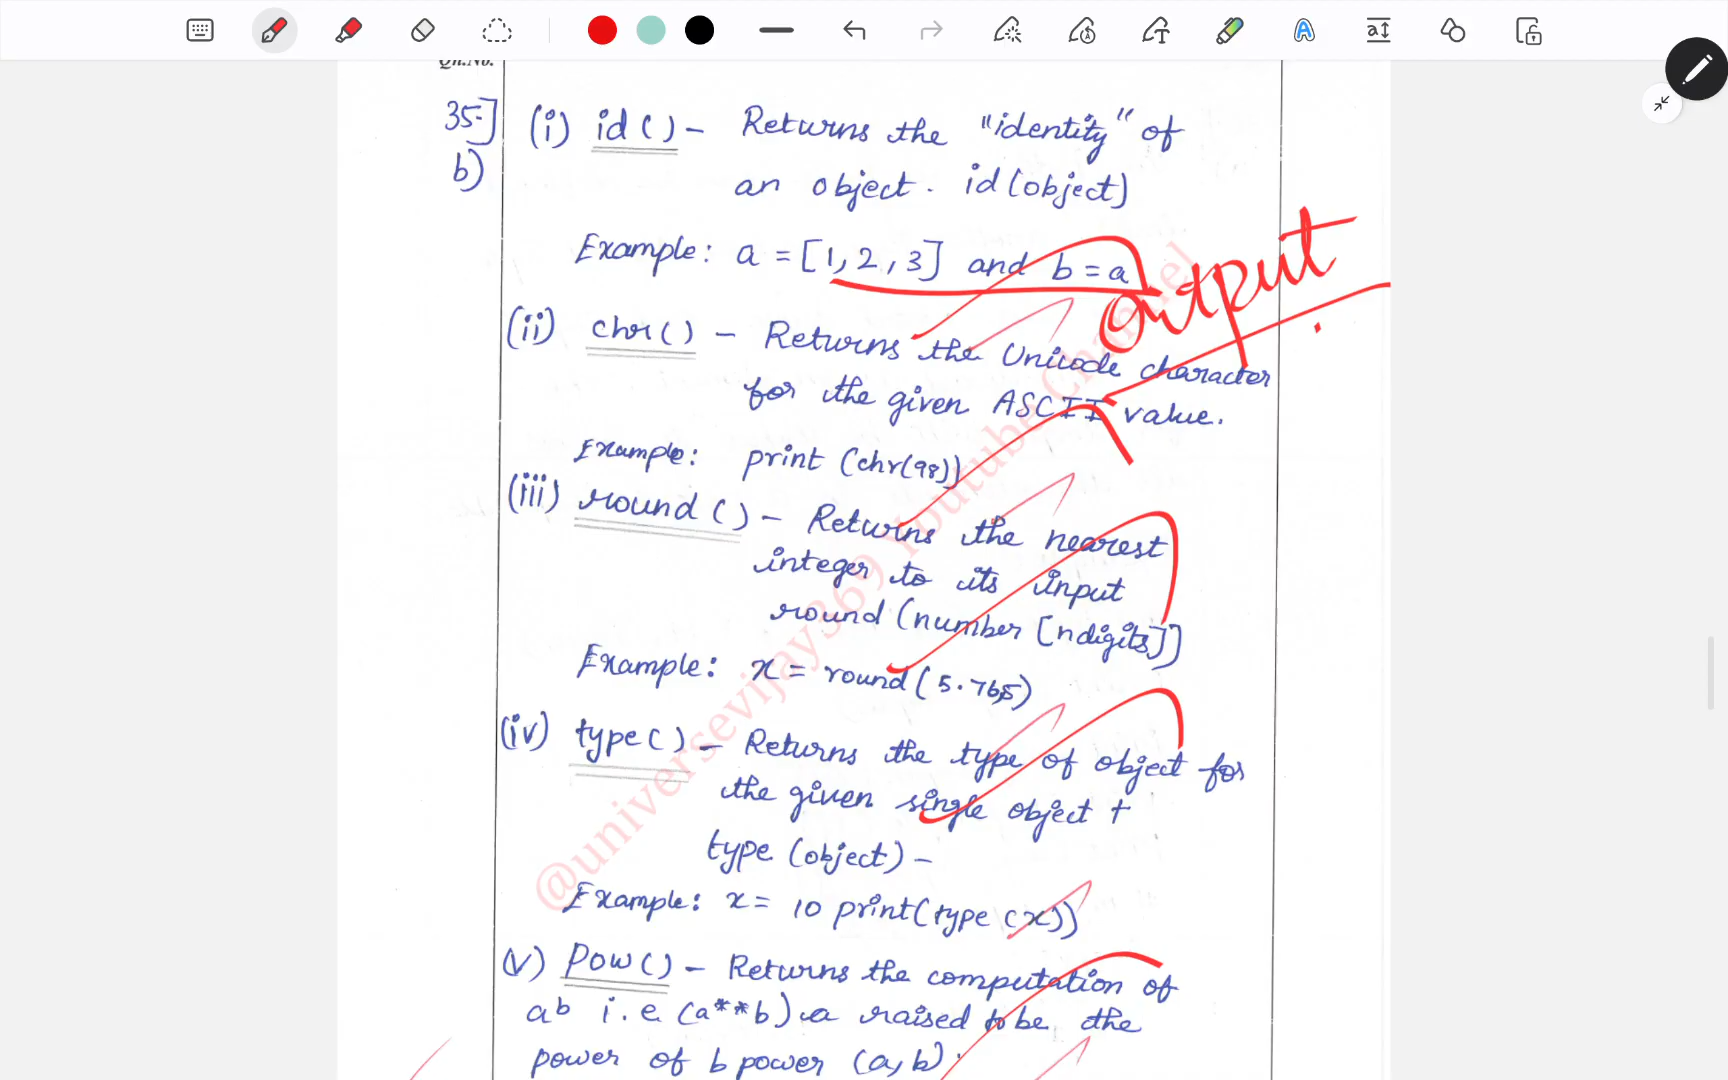 Qn.No.
35] (i) id() - Returns the "identity" of
b) an object. id(object)
Example: a = [1, 2, 3] and b = a
output
(ii) chr() - Returns the Unicode character
for the given ASCII value.
Example: print (chr(98))
(iii) round () - Returns the nearest
integer to its input
round (number [ndigits])
Example: x = round (5.765)
(iv) type() - Returns the type of object for
the given single object +
type (object) -
Example: x = 10 print(type (x))
(v) Pow() - Returns the computation of
ab i.e (a**b) a raised to be the
power of b power (a, b).
@universevijay369 Youtube Channel